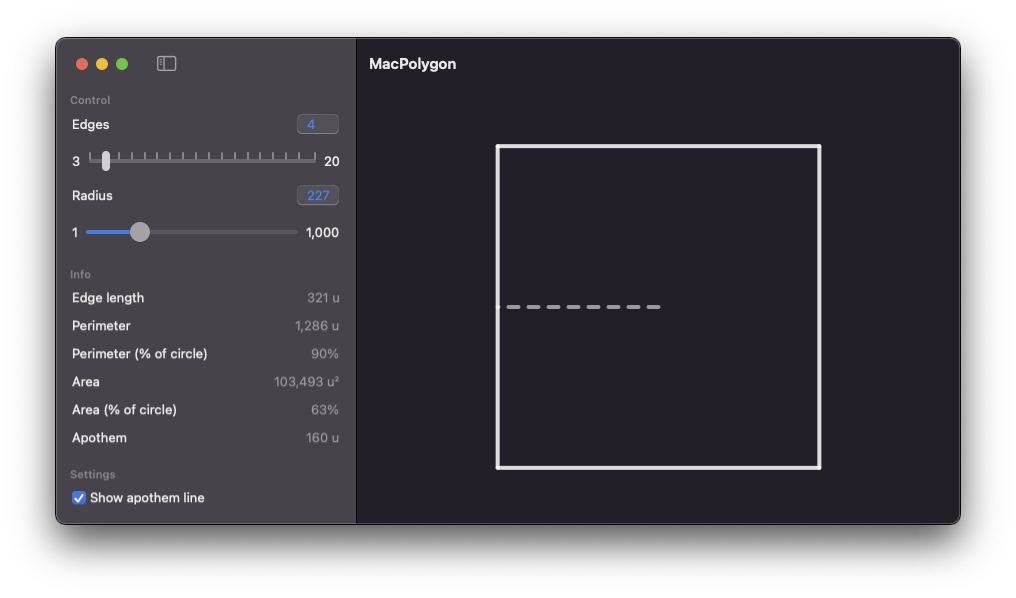 MacPolygon
Control
Edges 4
3 20
Radius 227
1 1,000
Info
Edge length 321 u
Perimeter 1,286 u
Perimeter (% of circle) 90%
Area 103,493 u²
Area (% of circle) 63%
Apothem 160 u
Settings
Show apothem line